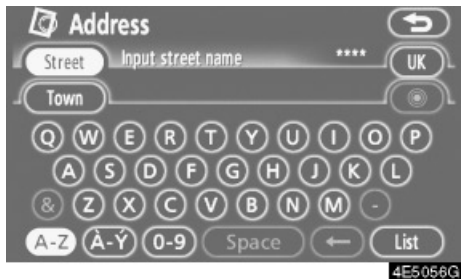 Address
Street Input street name **** UK
Town
Q W E R T Y U I O P
A S D F G H J K L
& Z X C V B N M -
A-Z À-Ý 0-9 Space ← List
4E5056G